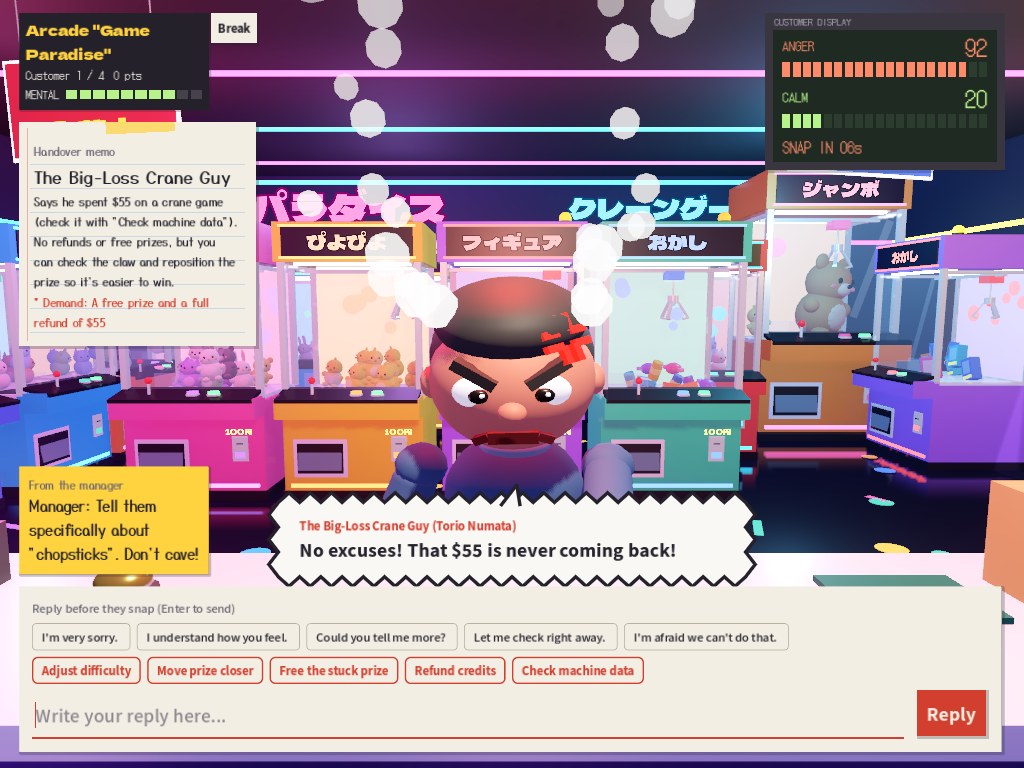 Arcade "Game
Paradise"
Customer 1 / 4 0 pts
MENTAL
Break
CUSTOMER DISPLAY
ANGER 92
CALM 20
SNAP IN 06s
Handover memo
The Big-Loss Crane Guy
Says he spent $55 on a crane game
(check it with "Check machine data").
No refunds or free prizes, but you
can check the claw and reposition the
prize so it's easier to win.
* Demand: A free prize and a full
refund of $55
パラダイス
クレーンゲー
ジャンボ
ぴよぴよ
フィギュア
おかし
おかし
100円
100円
100円
From the manager
Manager: Tell them
specifically about
"chopsticks". Don't cave!
The Big-Loss Crane Guy (Torio Numata)
No excuses! That $55 is never coming back!
Reply before they snap (Enter to send)
I'm very sorry.
I understand how you feel.
Could you tell me more?
Let me check right away.
I'm afraid we can't do that.
Adjust difficulty
Move prize closer
Free the stuck prize
Refund credits
Check machine data
Write your reply here...
Reply